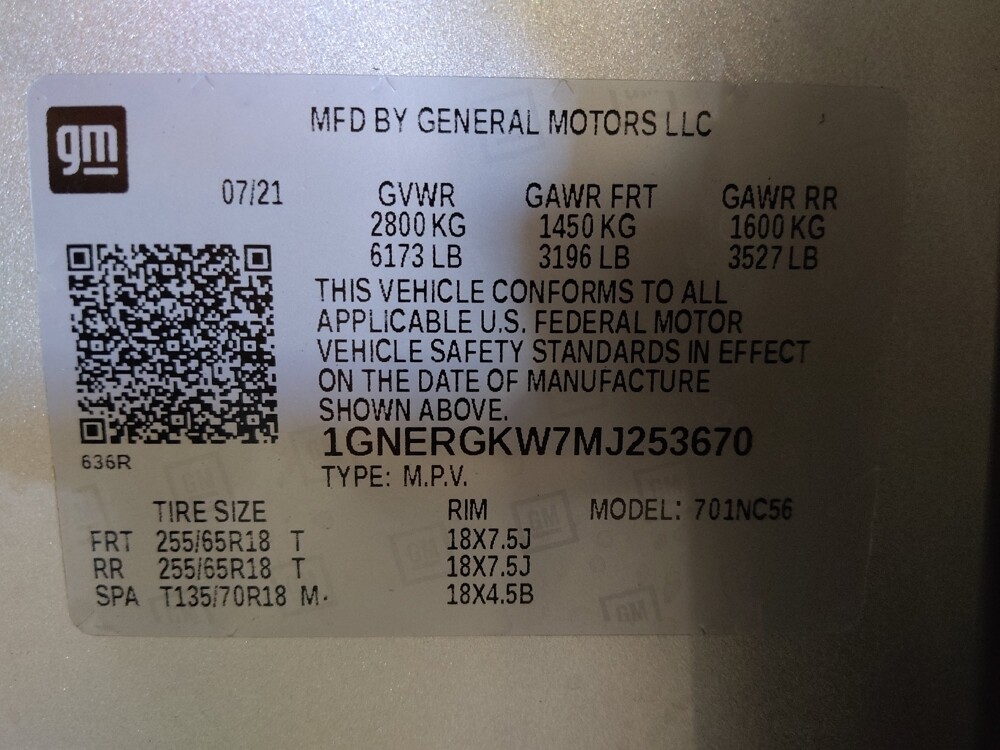 gm
MFD BY GENERAL MOTORS LLC
07/21 GVWR GAWR FRT GAWR RR
2800 KG 1450 KG 1600 KG
6173 LB 3196 LB 3527 LB
THIS VEHICLE CONFORMS TO ALL
APPLICABLE U.S. FEDERAL MOTOR
VEHICLE SAFETY STANDARDS IN EFFECT
ON THE DATE OF MANUFACTURE
SHOWN ABOVE.
1GNERGKW7MJ253670
636R
TYPE: M.P.V.
TIRE SIZE RIM MODEL: 701NC56
FRT 255/65R18 T 18X7.5J
RR 255/65R18 T 18X7.5J
SPA T135/70R18 M 18X4.5B
GM
GM
GM